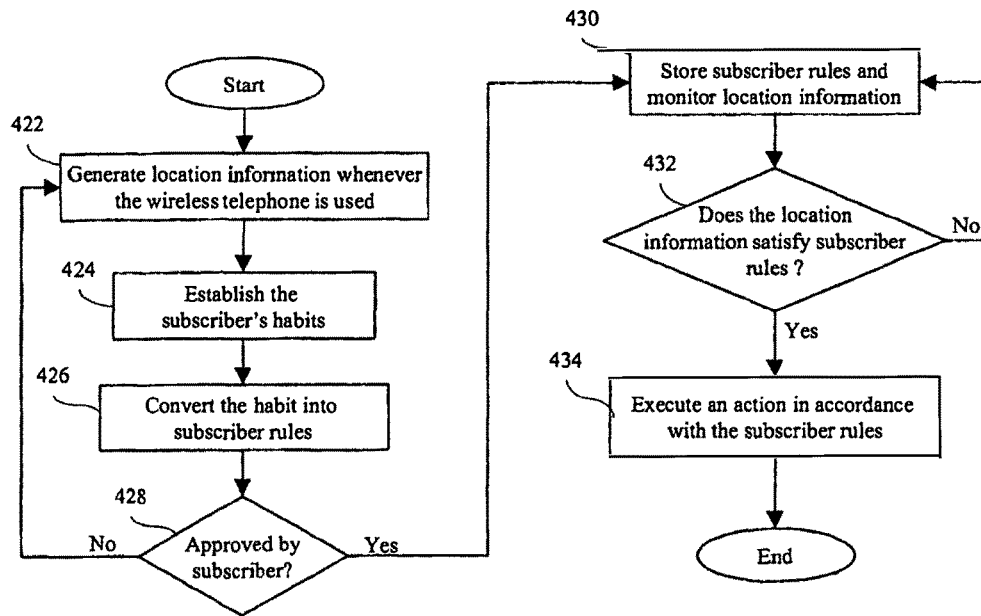 Start
422
Generate location information whenever
the wireless telephone is used
424
Establish the
subscriber's habits
426
Convert the habit into
subscriber rules
428
Approved by
subscriber?
No
Yes
430
Store subscriber rules and
monitor location information
432
Does the location
information satisfy subscriber
rules ?
No
Yes
434
Execute an action in accordance
with the subscriber rules
End